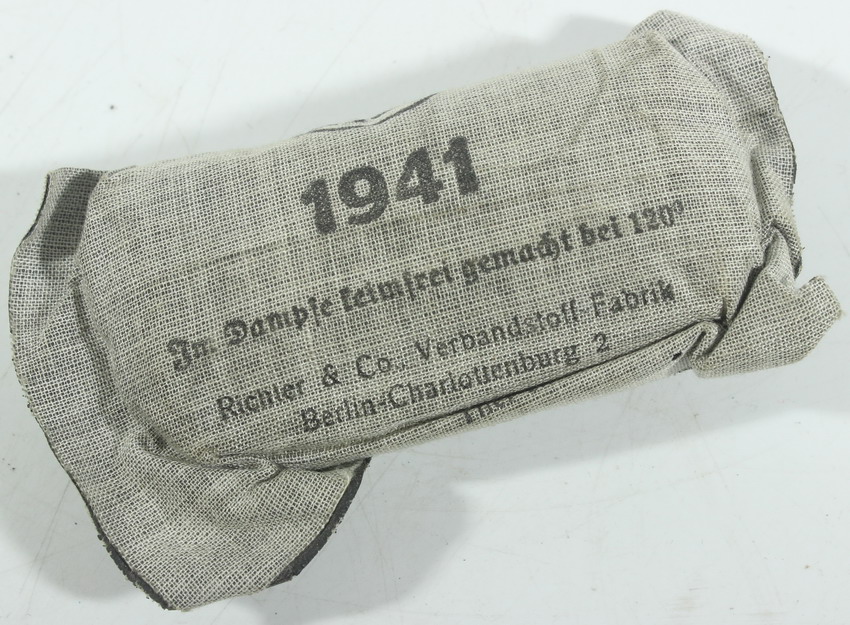 1941
Im Dampfe keimfrei gemacht bei 120°
Richter & Co., Verbandstoff-Fabrik
Berlin-Charlottenburg 2